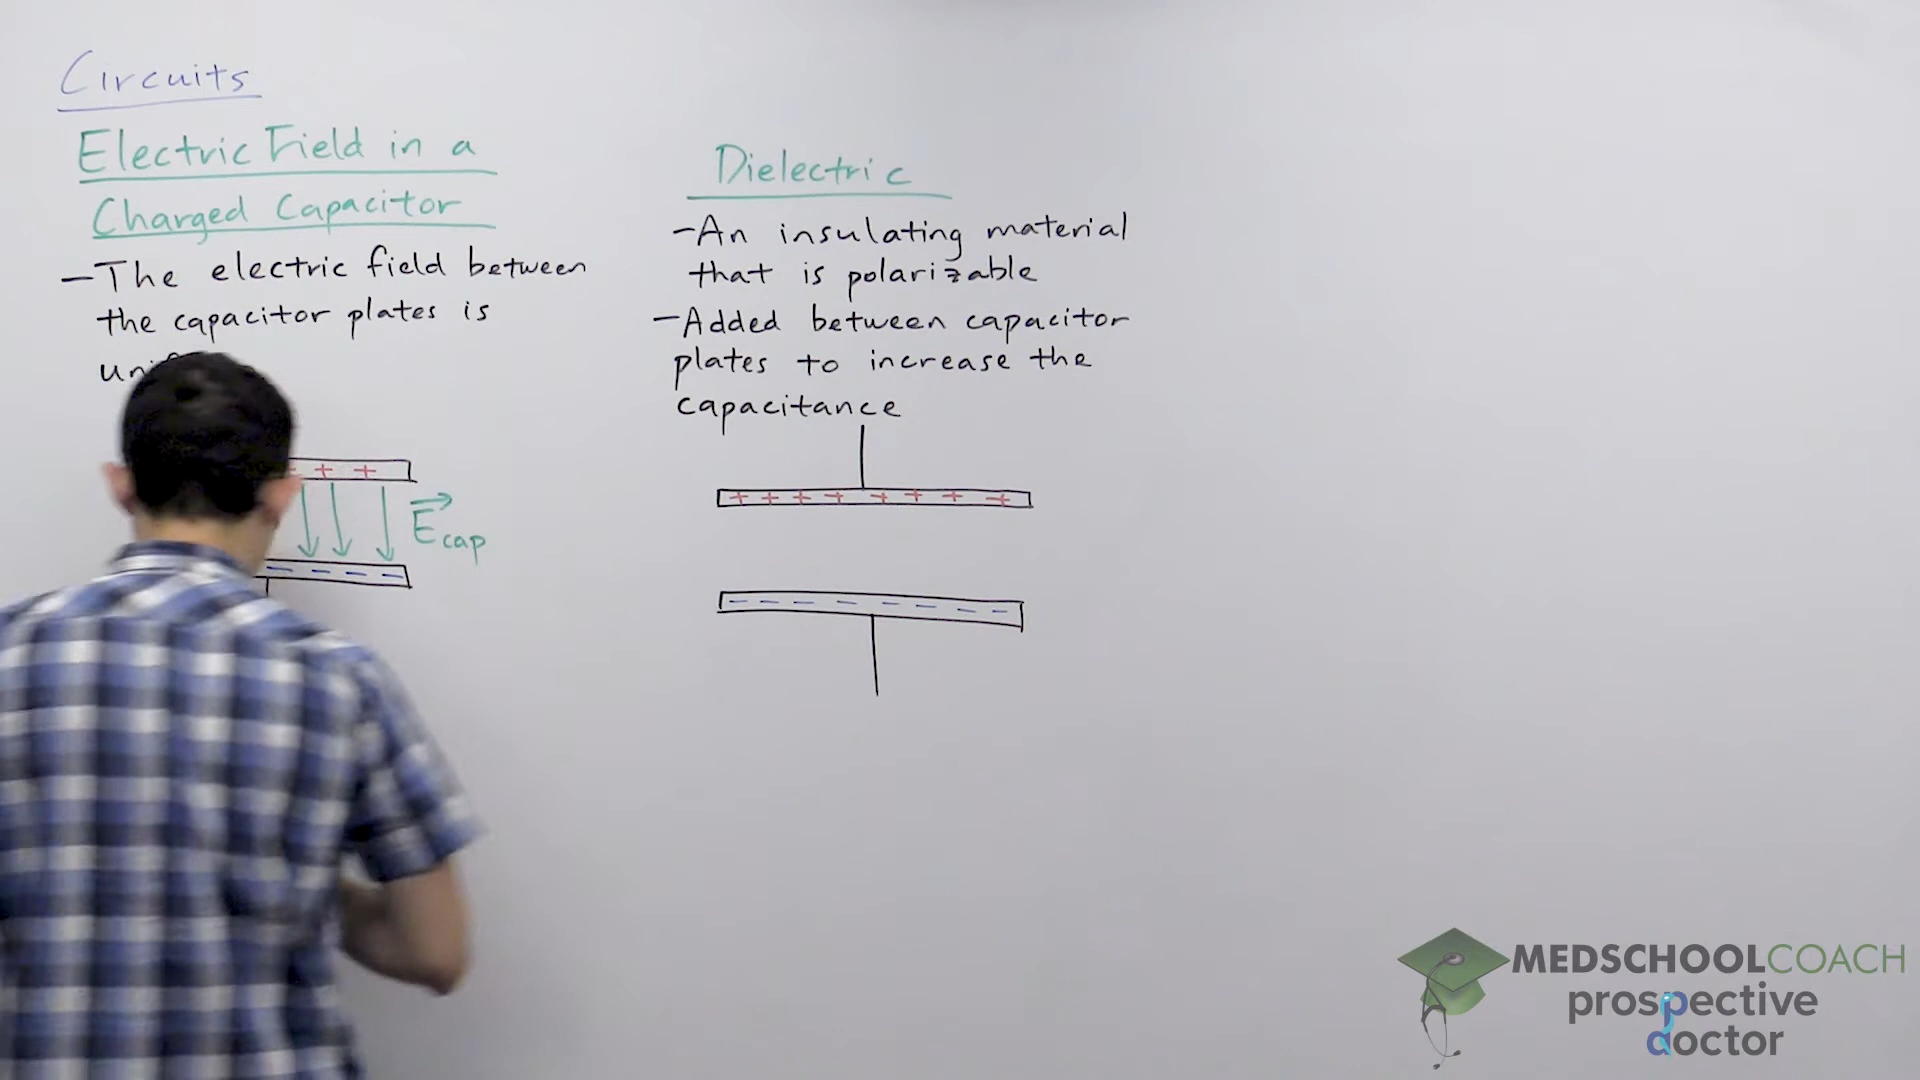 Circuits
Electric Field in a
Charged Capacitor
-The electric field between
the capacitor plates is
+ + +
E cap
- - - -
Dielectric
-An insulating material
that is polarizable
-Added between capacitor
plates to increase the
capacitance
+ + + + + + + +
- - - - - - - -
MEDSCHOOLCOACH
prospective
doctor